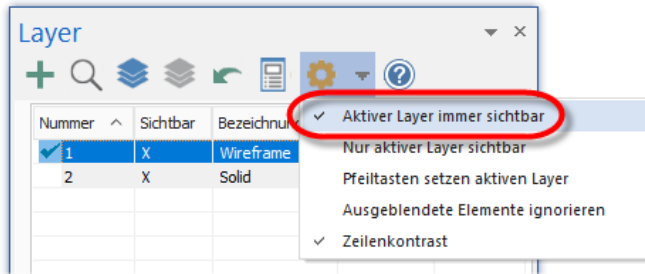 Layer
Nummer Sichtbar Bezeichnun
1 X Wireframe
2 X Solid
Aktiver Layer immer sichtbar
Nur aktiver Layer sichtbar
Pfeiltasten setzen aktiven Layer
Ausgeblendete Elemente ignorieren
Zeilenkontrast